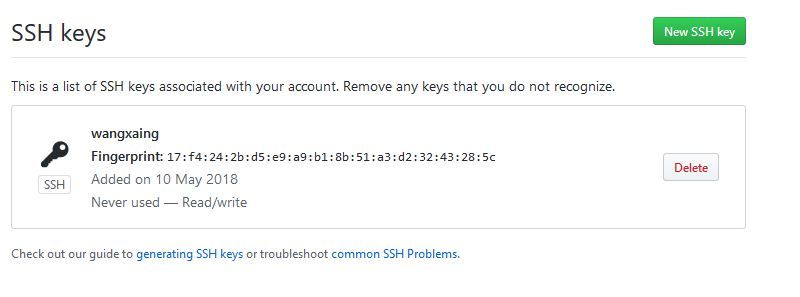 SSH keys
New SSH key
This is a list of SSH keys associated with your account. Remove any keys that you do not recognize.
wangxaing
Fingerprint: 17:f4:24:2b:d5:e9:a9:b1:8b:51:a3:d2:32:43:28:5c
SSH
Added on 10 May 2018
Never used — Read/write
Delete
Check out our guide to generating SSH keys or troubleshoot common SSH Problems.